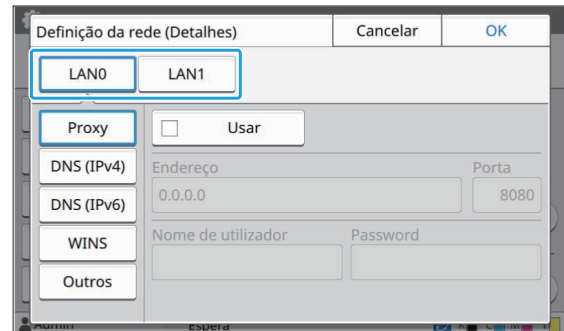 Definição da rede (Detalhes) Cancelar OK
LAN0 LAN1
Proxy Usar
DNS (IPv4) Endereço Porta
DNS (IPv6) 0.0.0.0 8080
WINS Nome de utilizador Password
Outros
Admin Espera